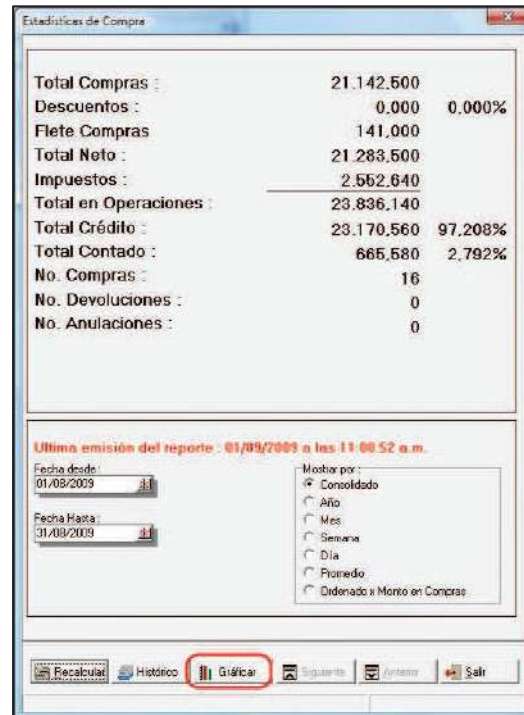 Estadísticas de Compra
Total Compras : 21.142,500
Descuentos : 0,000 0,000%
Flete Compras 141,000
Total Neto : 21.283,500
Impuestos : 2.552,640
Total en Operaciones : 23.836,140
Total Crédito : 23.170,560 97,208%
Total Contado : 665,580 2,792%
No. Compras : 16
No. Devoluciones : 0
No. Anulaciones : 0
Ultima emisión del reporte : 01/09/2009 a las 11:00:52 a.m.
Fecha desde :
01/08/2009
Fecha Hasta :
31/08/2009
Mostrar por :
Consolidado
Año
Mes
Semana
Día
Promedio
Ordenado x Monto en Compras
Recalcular Histórico Gráficar Siguiente Anterior Salir